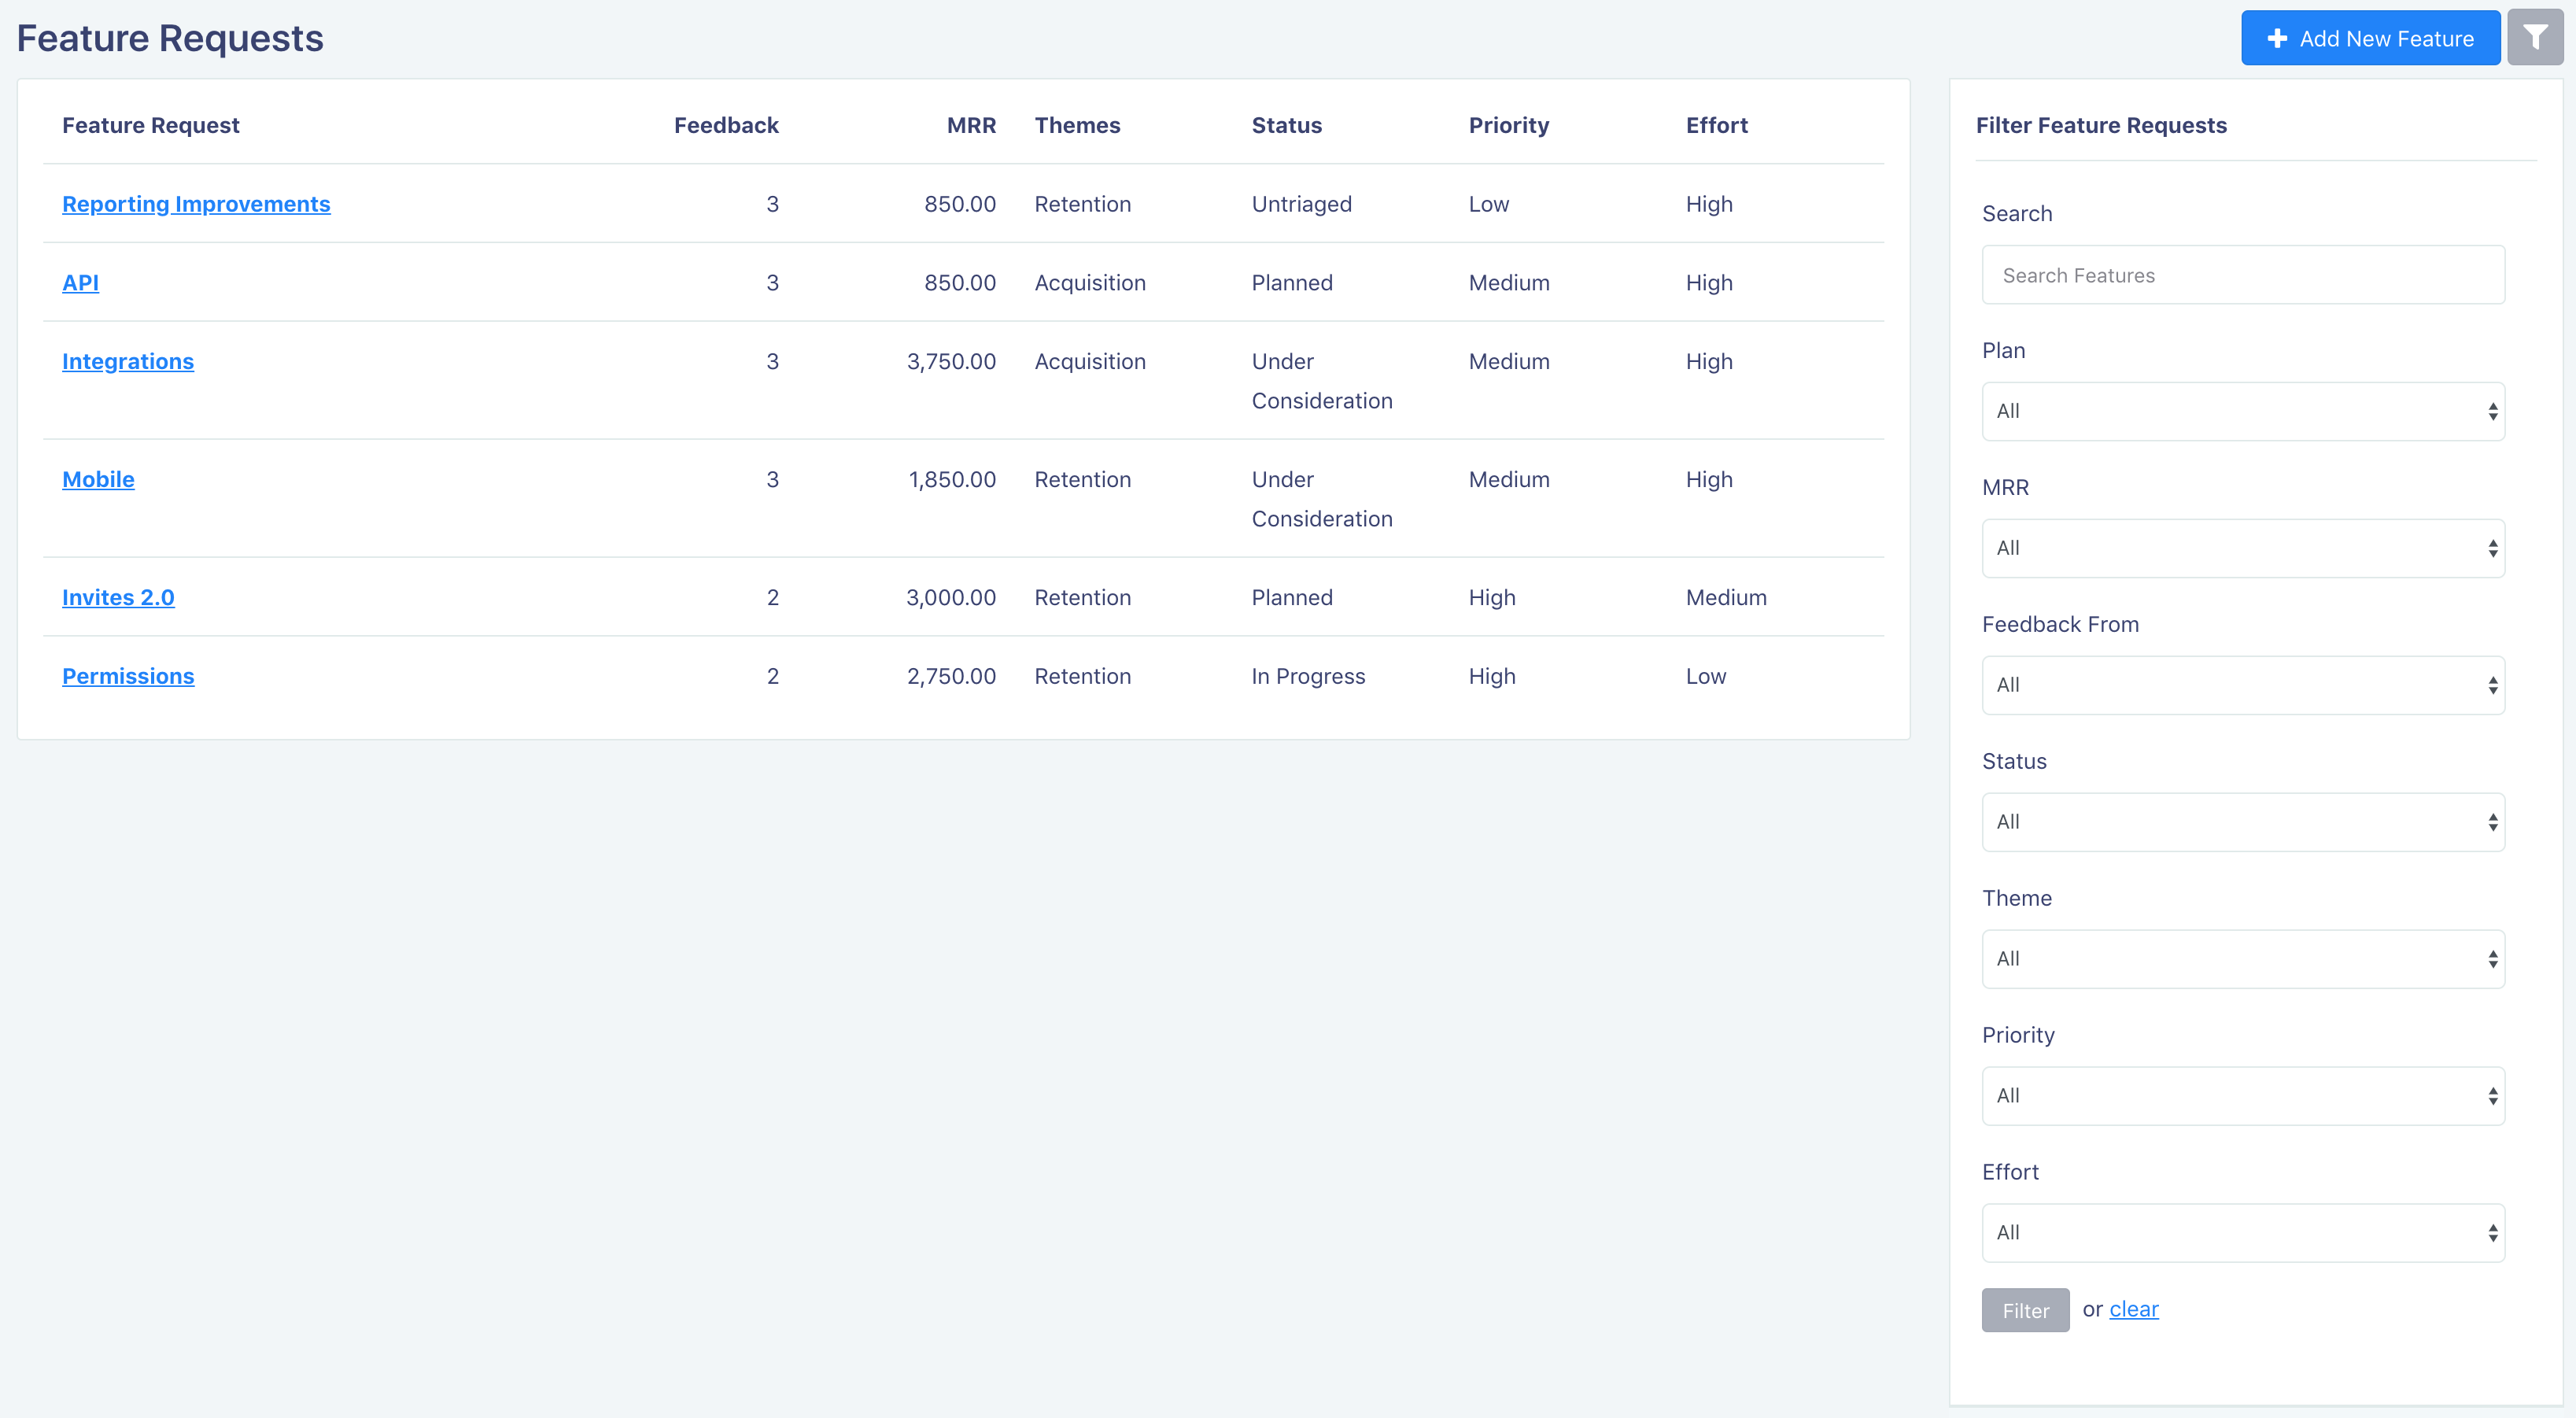 Feature Requests
Add New Feature
Feature Request Feedback MRR Themes Status Priority Effort
Reporting Improvements 3 850.00 Retention Untriaged Low High
API 3 850.00 Acquisition Planned Medium High
Integrations 3 3,750.00 Acquisition Under Medium High
Consideration
Mobile 3 1,850.00 Retention Under Medium High
Consideration
Invites 2.0 2 3,000.00 Retention Planned High Medium
Permissions 2 2,750.00 Retention In Progress High Low
Filter Feature Requests
Search
Search Features
Plan
All
MRR
All
Feedback From
All
Status
All
Theme
All
Priority
All
Effort
All
Filter or clear